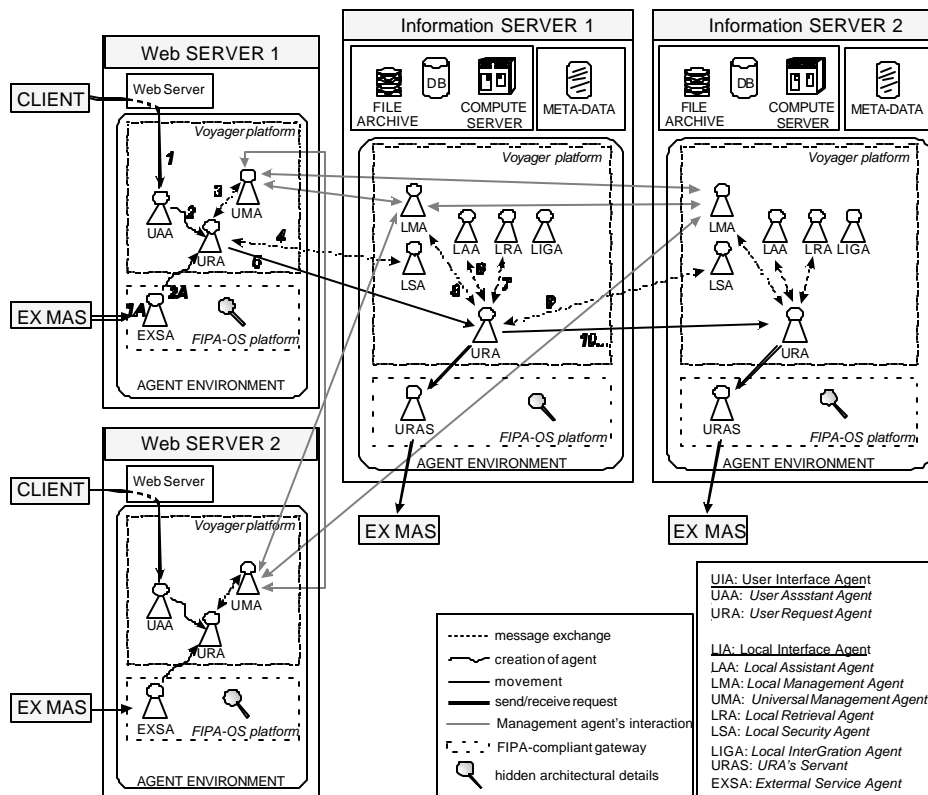 Information SERVER 1
Information SERVER 2
Web SERVER 1
CLIENT
Web Server
FILE
ARCHIVE
DB
COMPUTE
SERVER
META-DATA
FILE
ARCHIVE
DB
COMPUTE
SERVER
META-DATA
Voyager platform
Voyager platform
Voyager platform
1
2
3
UAA
UMA
URA
4
5
LMA
LAA
LRA
LIGA
LSA
6
7
8
9
URA
10...
LMA
LAA
LRA
LIGA
LSA
URA
EX MAS
1A
2A
EXSA
FIPA-OS platform
AGENT ENVIRONMENT
URAS
FIPA-OS platform
AGENT ENVIRONMENT
URAS
FIPA-OS platform
AGENT ENVIRONMENT
EX MAS
EX MAS
Web SERVER 2
CLIENT
Web Server
Voyager platform
UAA
UMA
URA
EX MAS
EXSA
FIPA-OS platform
AGENT ENVIRONMENT
message exchange
creation of agent
movement
send/receive request
Management agent's interaction
FIPA-compliant gateway
hidden architectural details
UIA: User Interface Agent
UAA: User Assstant Agent
URA: User Request Agent
LIA: Local Interface Agent
LAA: Local Assistant Agent
LMA: Local Management Agent
UMA: Universal Management Agent
LRA: Local Retrieval Agent
LSA: Local Security Agent
LIGA: Local InterGration Agent
URAS: URA's Servant
EXSA: External Service Agent